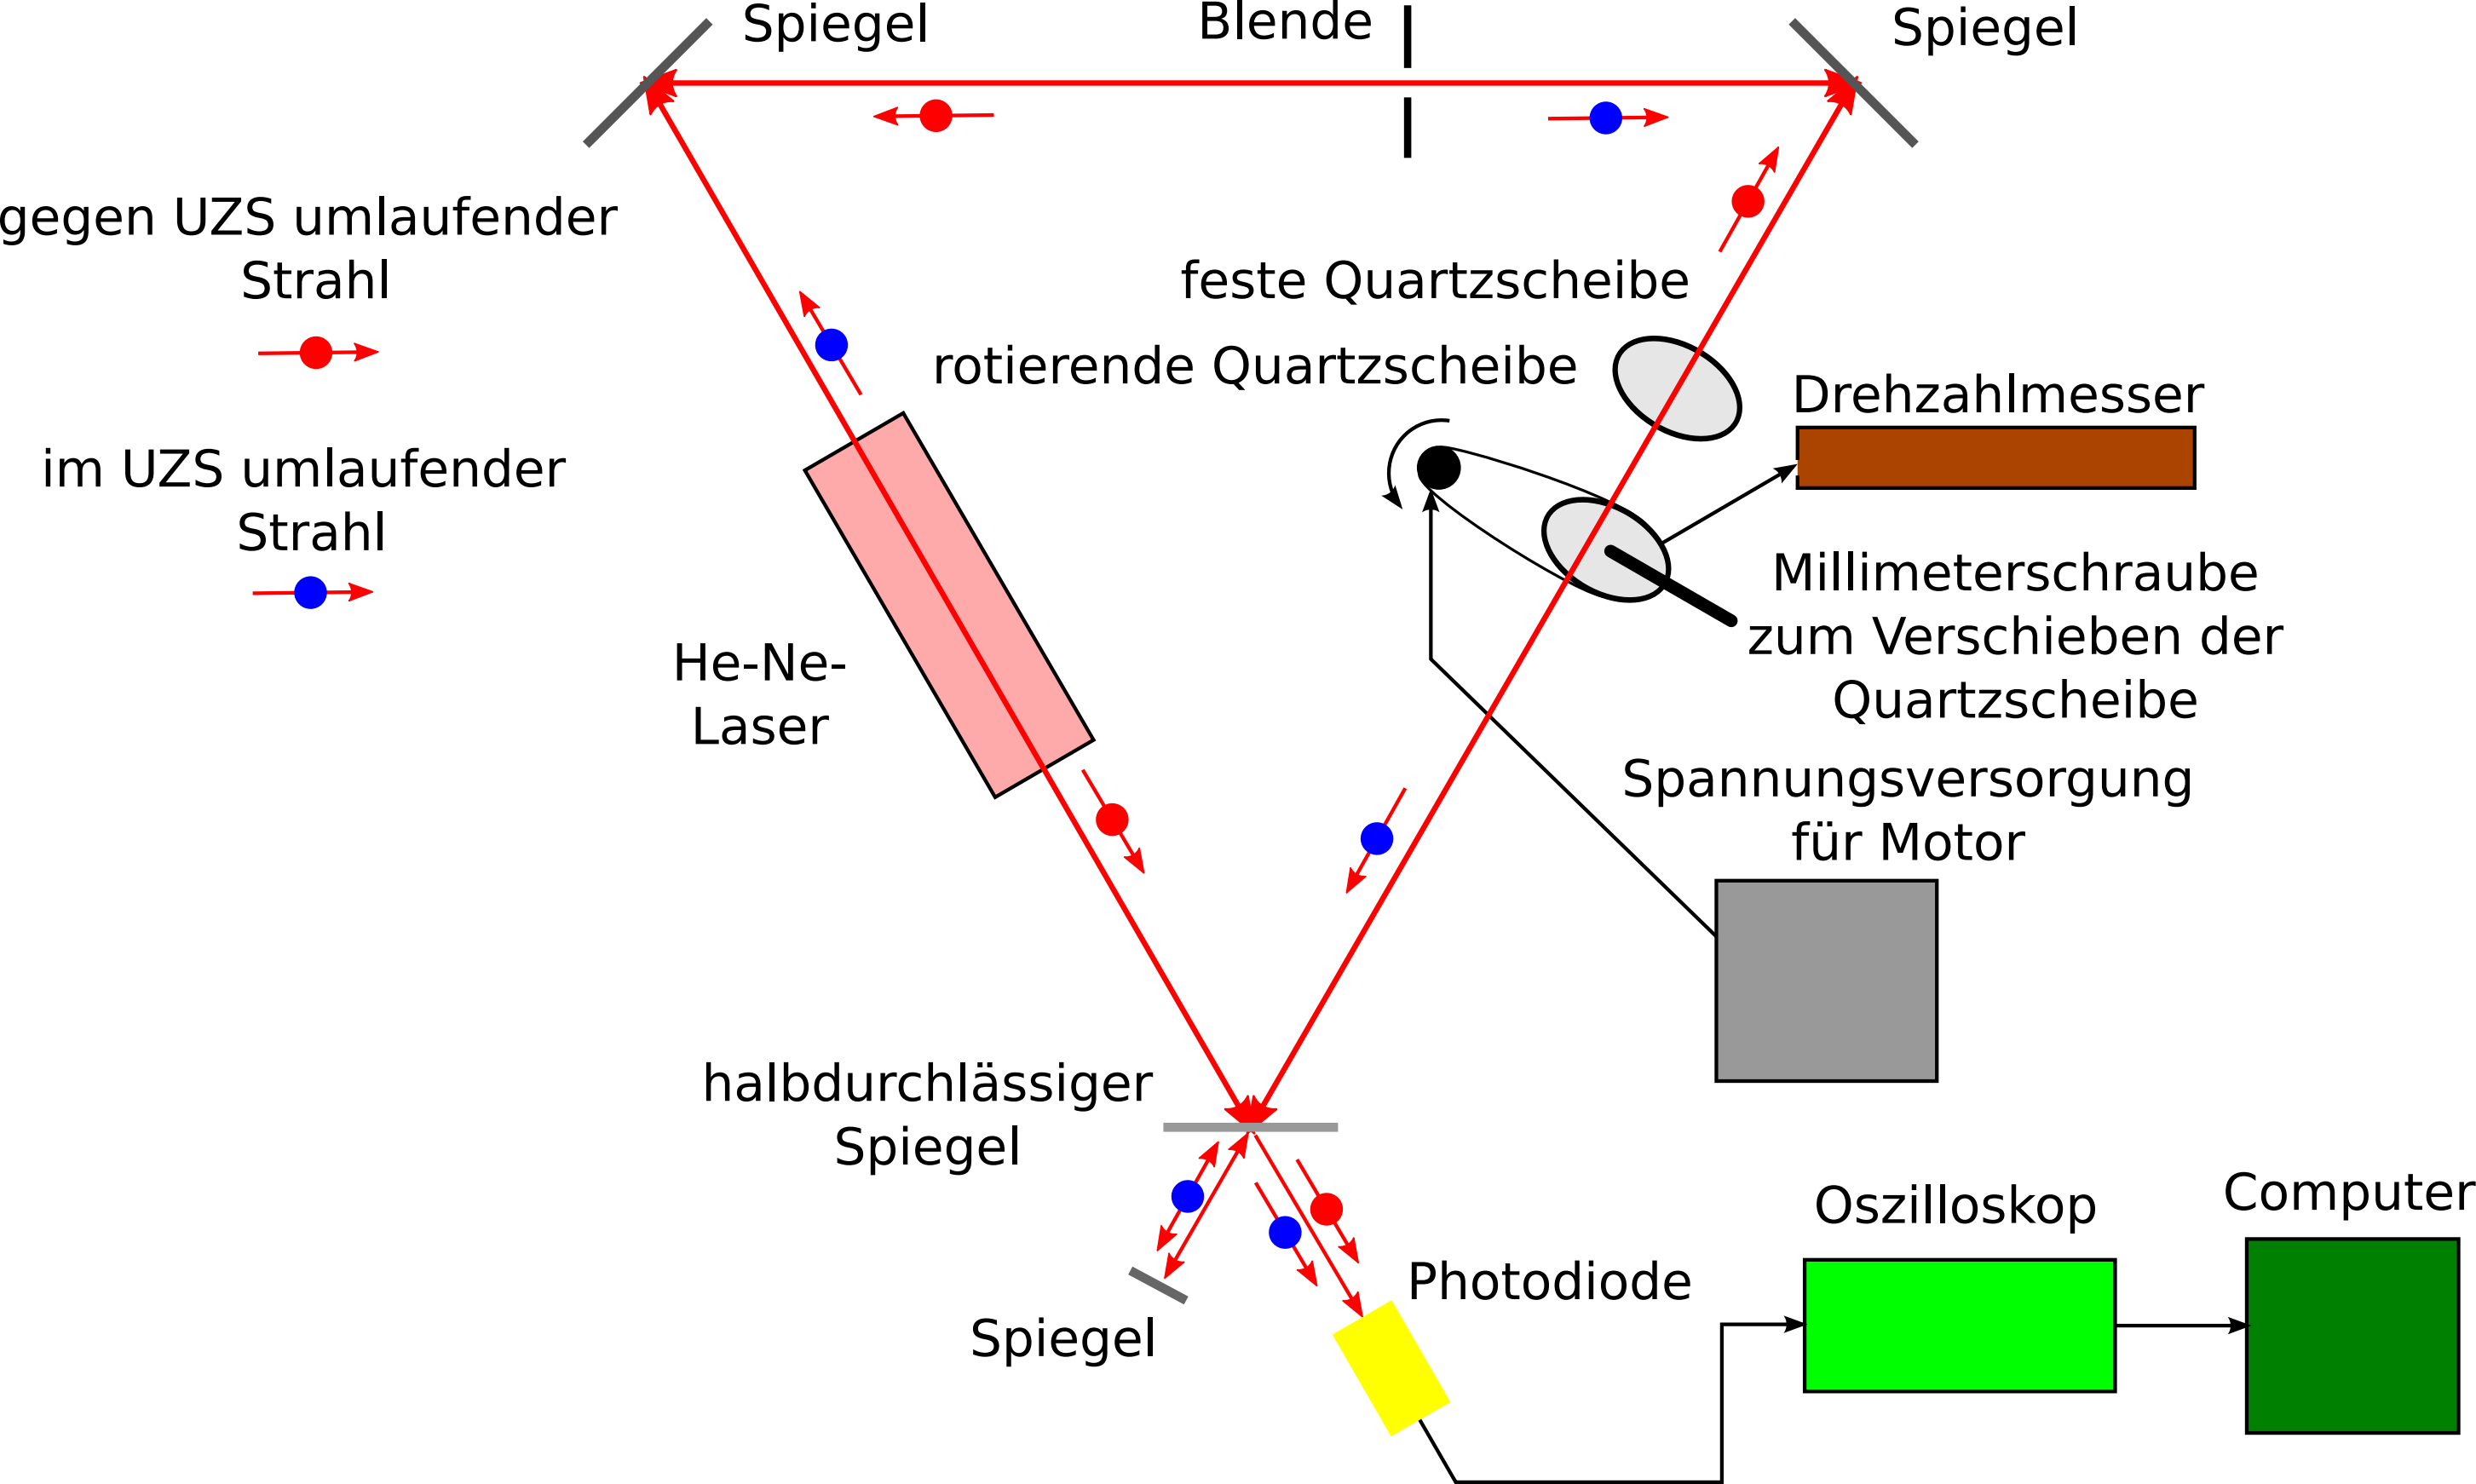 Spiegel
Blende
Spiegel
gegen UZS umlaufender
Strahl
feste Quartzscheibe
rotierende Quartzscheibe
Drehzahlmesser
im UZS umlaufender
Strahl
Millimeterschraube
zum Verschieben der
Quartzscheibe
He-Ne-
Laser
Spannungsversorgung
für Motor
halbdurchlässiger
Spiegel
Oszilloskop
Computer
Photodiode
Spiegel